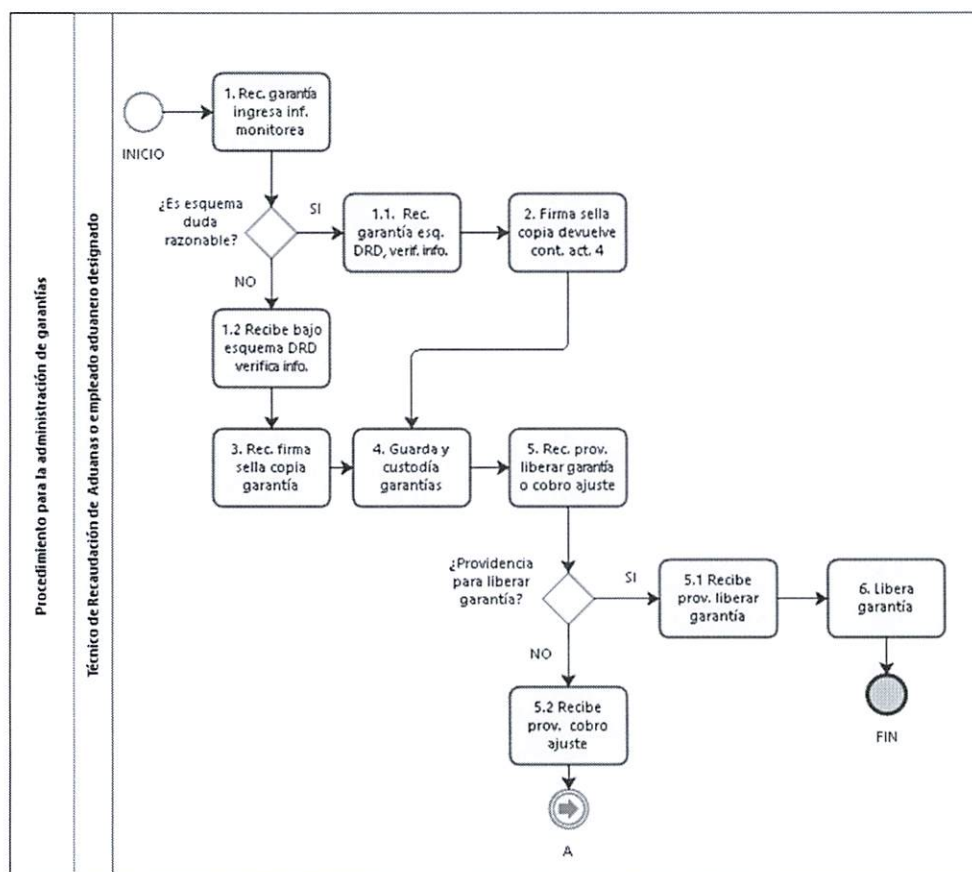 Procedimiento para la administración de garantías
Técnico de Recaudación de Aduanas o empleado aduanero designado
INICIO
1. Rec. garantía
ingresa inf.
monitorea
¿Es esquema
duda
razonable?
SI
1.1. Rec.
garantía esq.
DRD, verif. info.
2. Firma sella
copia devuelve
cont. act. 4
NO
1.2 Recibe bajo
esquema DRD
verifica info.
3. Rec. firma
sella copia
garantía
4. Guarda y
custodía
garantías
5. Rec. prov.
liberar garantía
o cobro ajuste
¿Providencia
para liberar
garantía?
SI
5.1 Recibe
prov. liberar
garantía
6. Libera
garantía
NO
FIN
5.2 Recibe
prov. cobro
ajuste
A